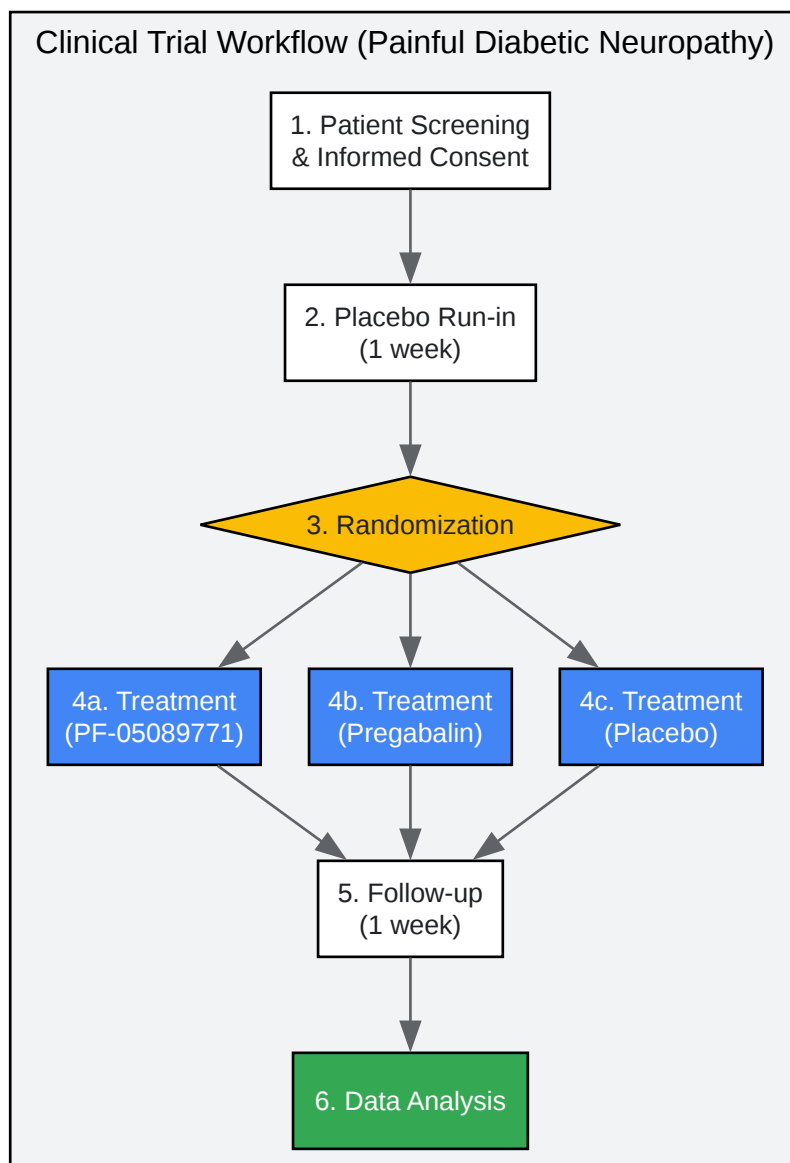 Clinical Trial Workflow (Painful Diabetic Neuropathy)
1. Patient Screening
& Informed Consent
2. Placebo Run-in
(1 week)
3. Randomization
4a. Treatment
(PF-05089771)
4b. Treatment
(Pregabalin)
4c. Treatment
(Placebo)
5. Follow-up
(1 week)
6. Data Analysis